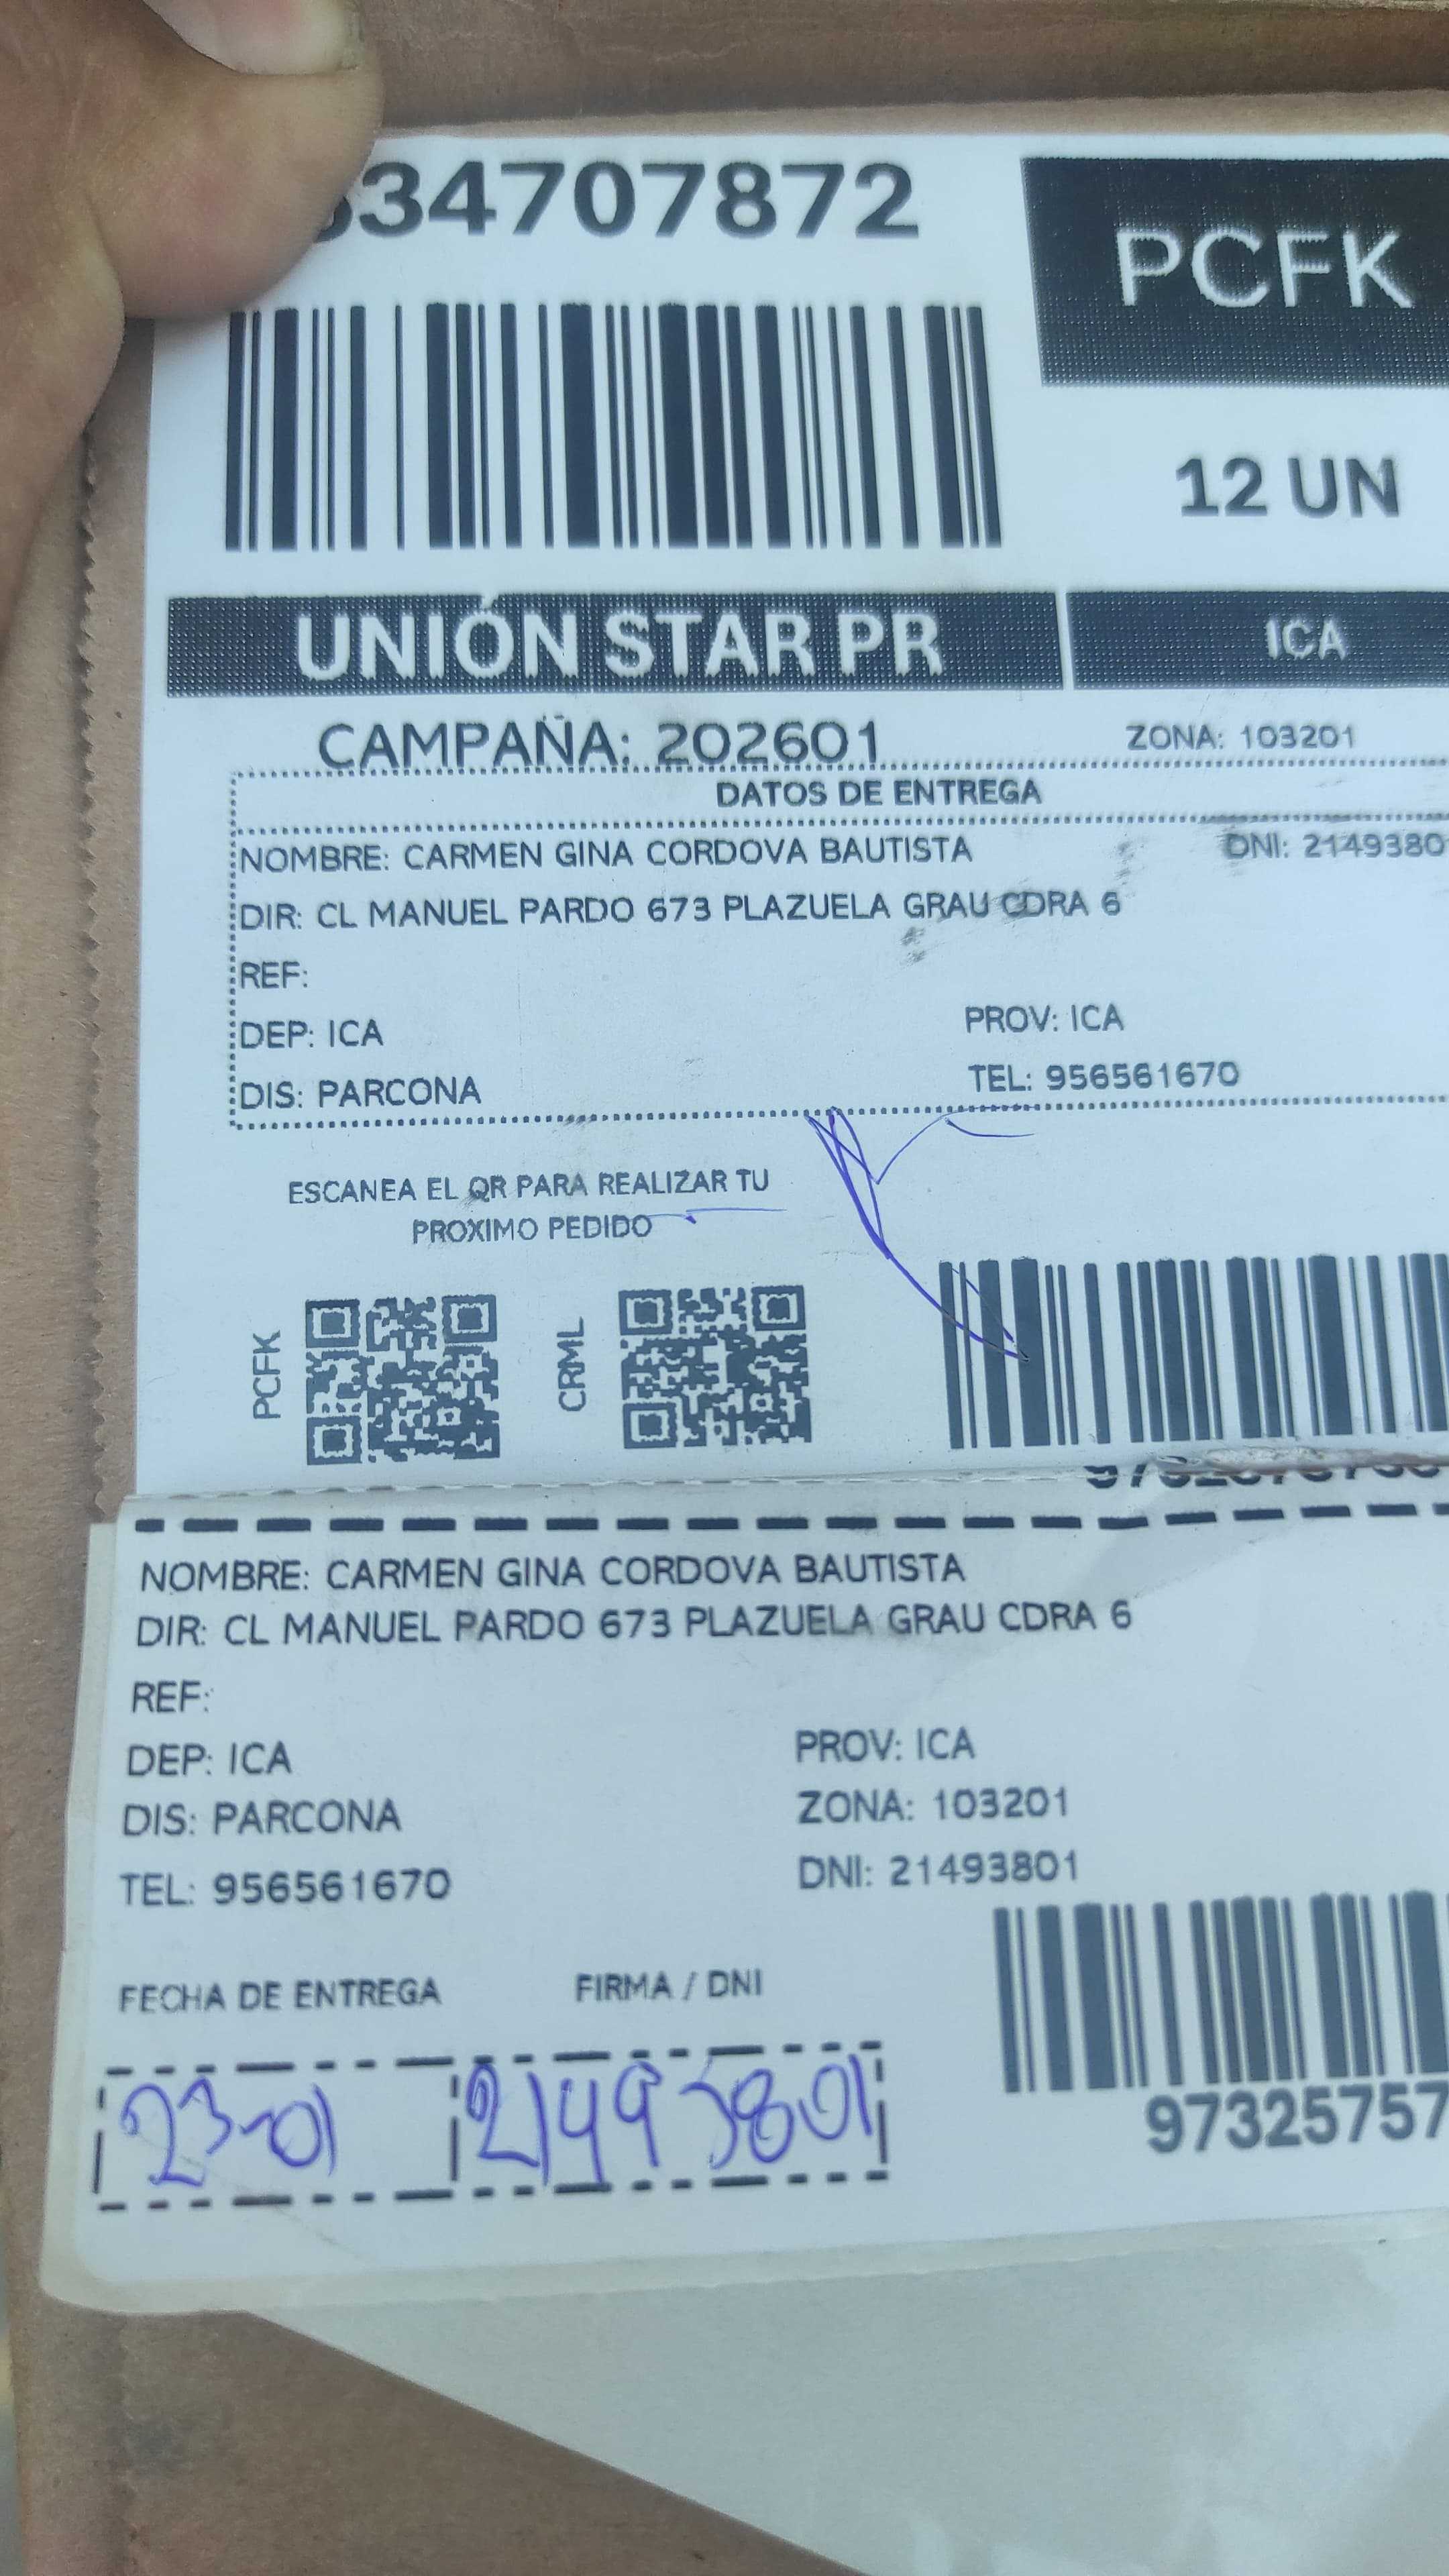 34707872
PCFK
12 UN
UNIÓN STAR PR
ICA
CAMPAÑA: 202601
ZONA: 103201
DATOS DE ENTREGA
NOMBRE: CARMEN GINA CORDOVA BAUTISTA DNI: 2149380
DIR: CL MANUEL PARDO 673 PLAZUELA GRAU CDRA 6
REF:
DEP: ICA PROV: ICA
DIS: PARCONA TEL: 956561670
ESCANEA EL QR PARA REALIZAR TU
PROXIMO PEDIDO
PCFK
CRML
NOMBRE: CARMEN GINA CORDOVA BAUTISTA
DIR: CL MANUEL PARDO 673 PLAZUELA GRAU CDRA 6
REF:
DEP: ICA PROV: ICA
DIS: PARCONA ZONA: 103201
TEL: 956561670 DNI: 21493801
FECHA DE ENTREGA FIRMA / DNI
23-01 21493801
97325757